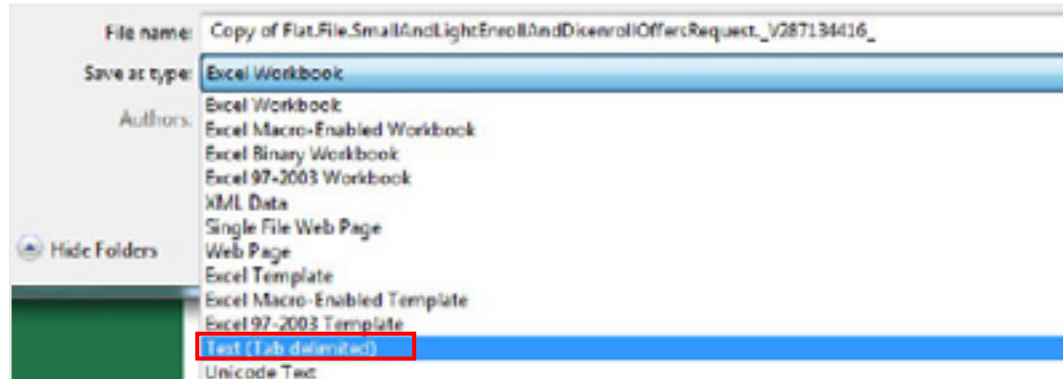 File name: Copy of Flat.File.SmallAndLightEnrollAndDisenrollOffersRequest._V287134416_
Save as type: Excel Workbook
Authors:
Excel Workbook
Excel Macro-Enabled Workbook
Excel Binary Workbook
Excel 97-2003 Workbook
XML Data
Single File Web Page
Hide Folders
Web Page
Excel Template
Excel Macro-Enabled Template
Excel 97-2003 Template
Text (Tab delimited)
Unicode Text